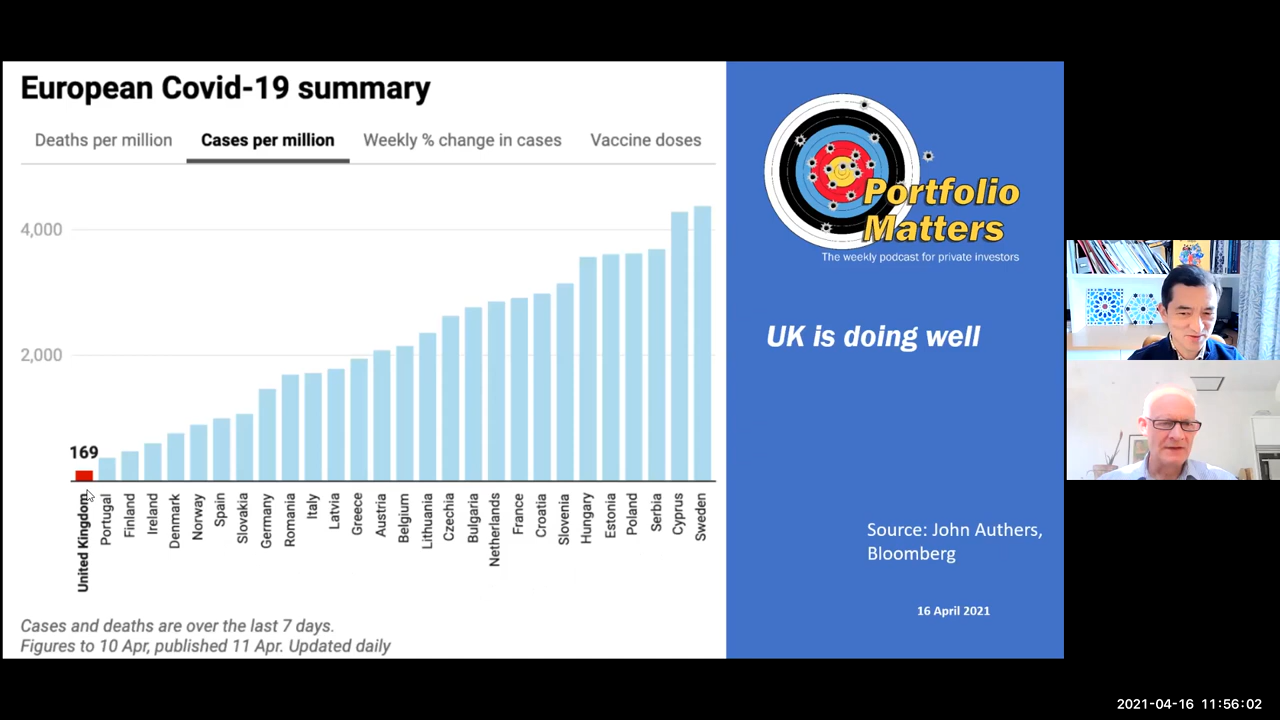 European Covid-19 summary
Deaths per million
Cases per million
Weekly % change in cases
Vaccine doses
4,000
2,000
169
United Kingdom
Portugal
Finland
Ireland
Denmark
Norway
Spain
Slovakia
Germany
Romania
Italy
Latvia
Greece
Austria
Belgium
Lithuania
Czechia
Bulgaria
Netherlands
France
Croatia
Slovenia
Hungary
Estonia
Poland
Serbia
Cyprus
Sweden
Cases and deaths are over the last 7 days.
Figures to 10 Apr, published 11 Apr. Updated daily
Portfolio
Matters
The weekly podcast for private investors
UK is doing well
Source: John Authers,
Bloomberg
16 April 2021
2021-04-16 11:56:02